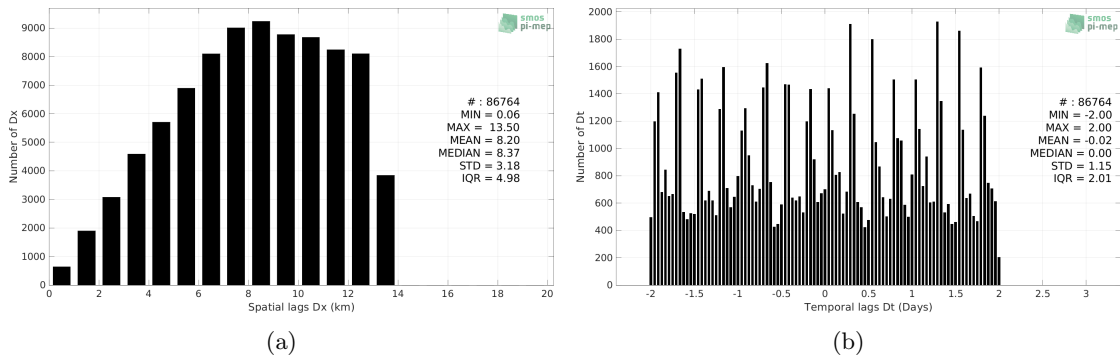 9000
8000
7000
6000
5000
4000
3000
2000
1000
0
Number of Dx
0 2 4 6 8 10 12 14 16 18 20
Spatial lags Dx (km)
smos
pi-mep
# : 86764
MIN = 0.06
MAX = 13.50
MEAN = 8.20
MEDIAN = 8.37
STD = 3.18
IQR = 4.98
(a)
2000
1800
1600
1400
1200
1000
800
600
400
200
0
Number of Dt
-2 -1.5 -1 -0.5 0 0.5 1 1.5 2 2.5 3
Temporal lags Dt (Days)
smos
pi-mep
# : 86764
MIN = -2.00
MAX = 2.00
MEAN = -0.02
MEDIAN = 0.00
STD = 1.15
IQR = 2.01
(b)